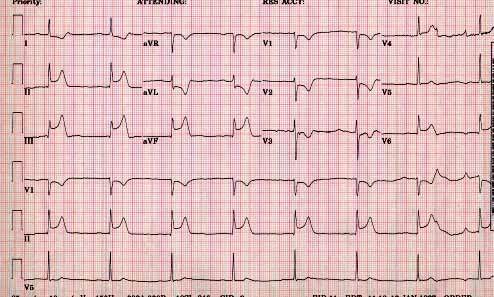 Priority: ATTENDING: RES ACCT: VISIT NO.:
I aVR V1 V4
II aVL V2 V5
III aVF V3 V6
V1
II
V5